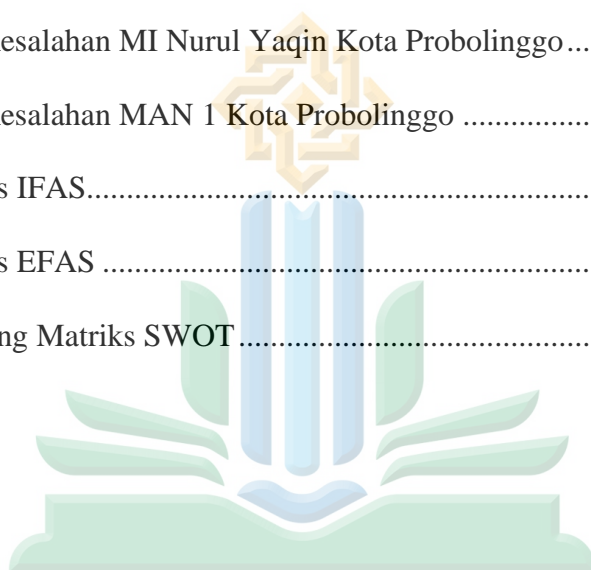 esalahan MI Nurul Yaqin Kota Probolinggo...
esalahan MAN 1 Kota Probolinggo ................
s IFAS................................................................
s EFAS ..............................................................
ng Matriks SWOT.............................................